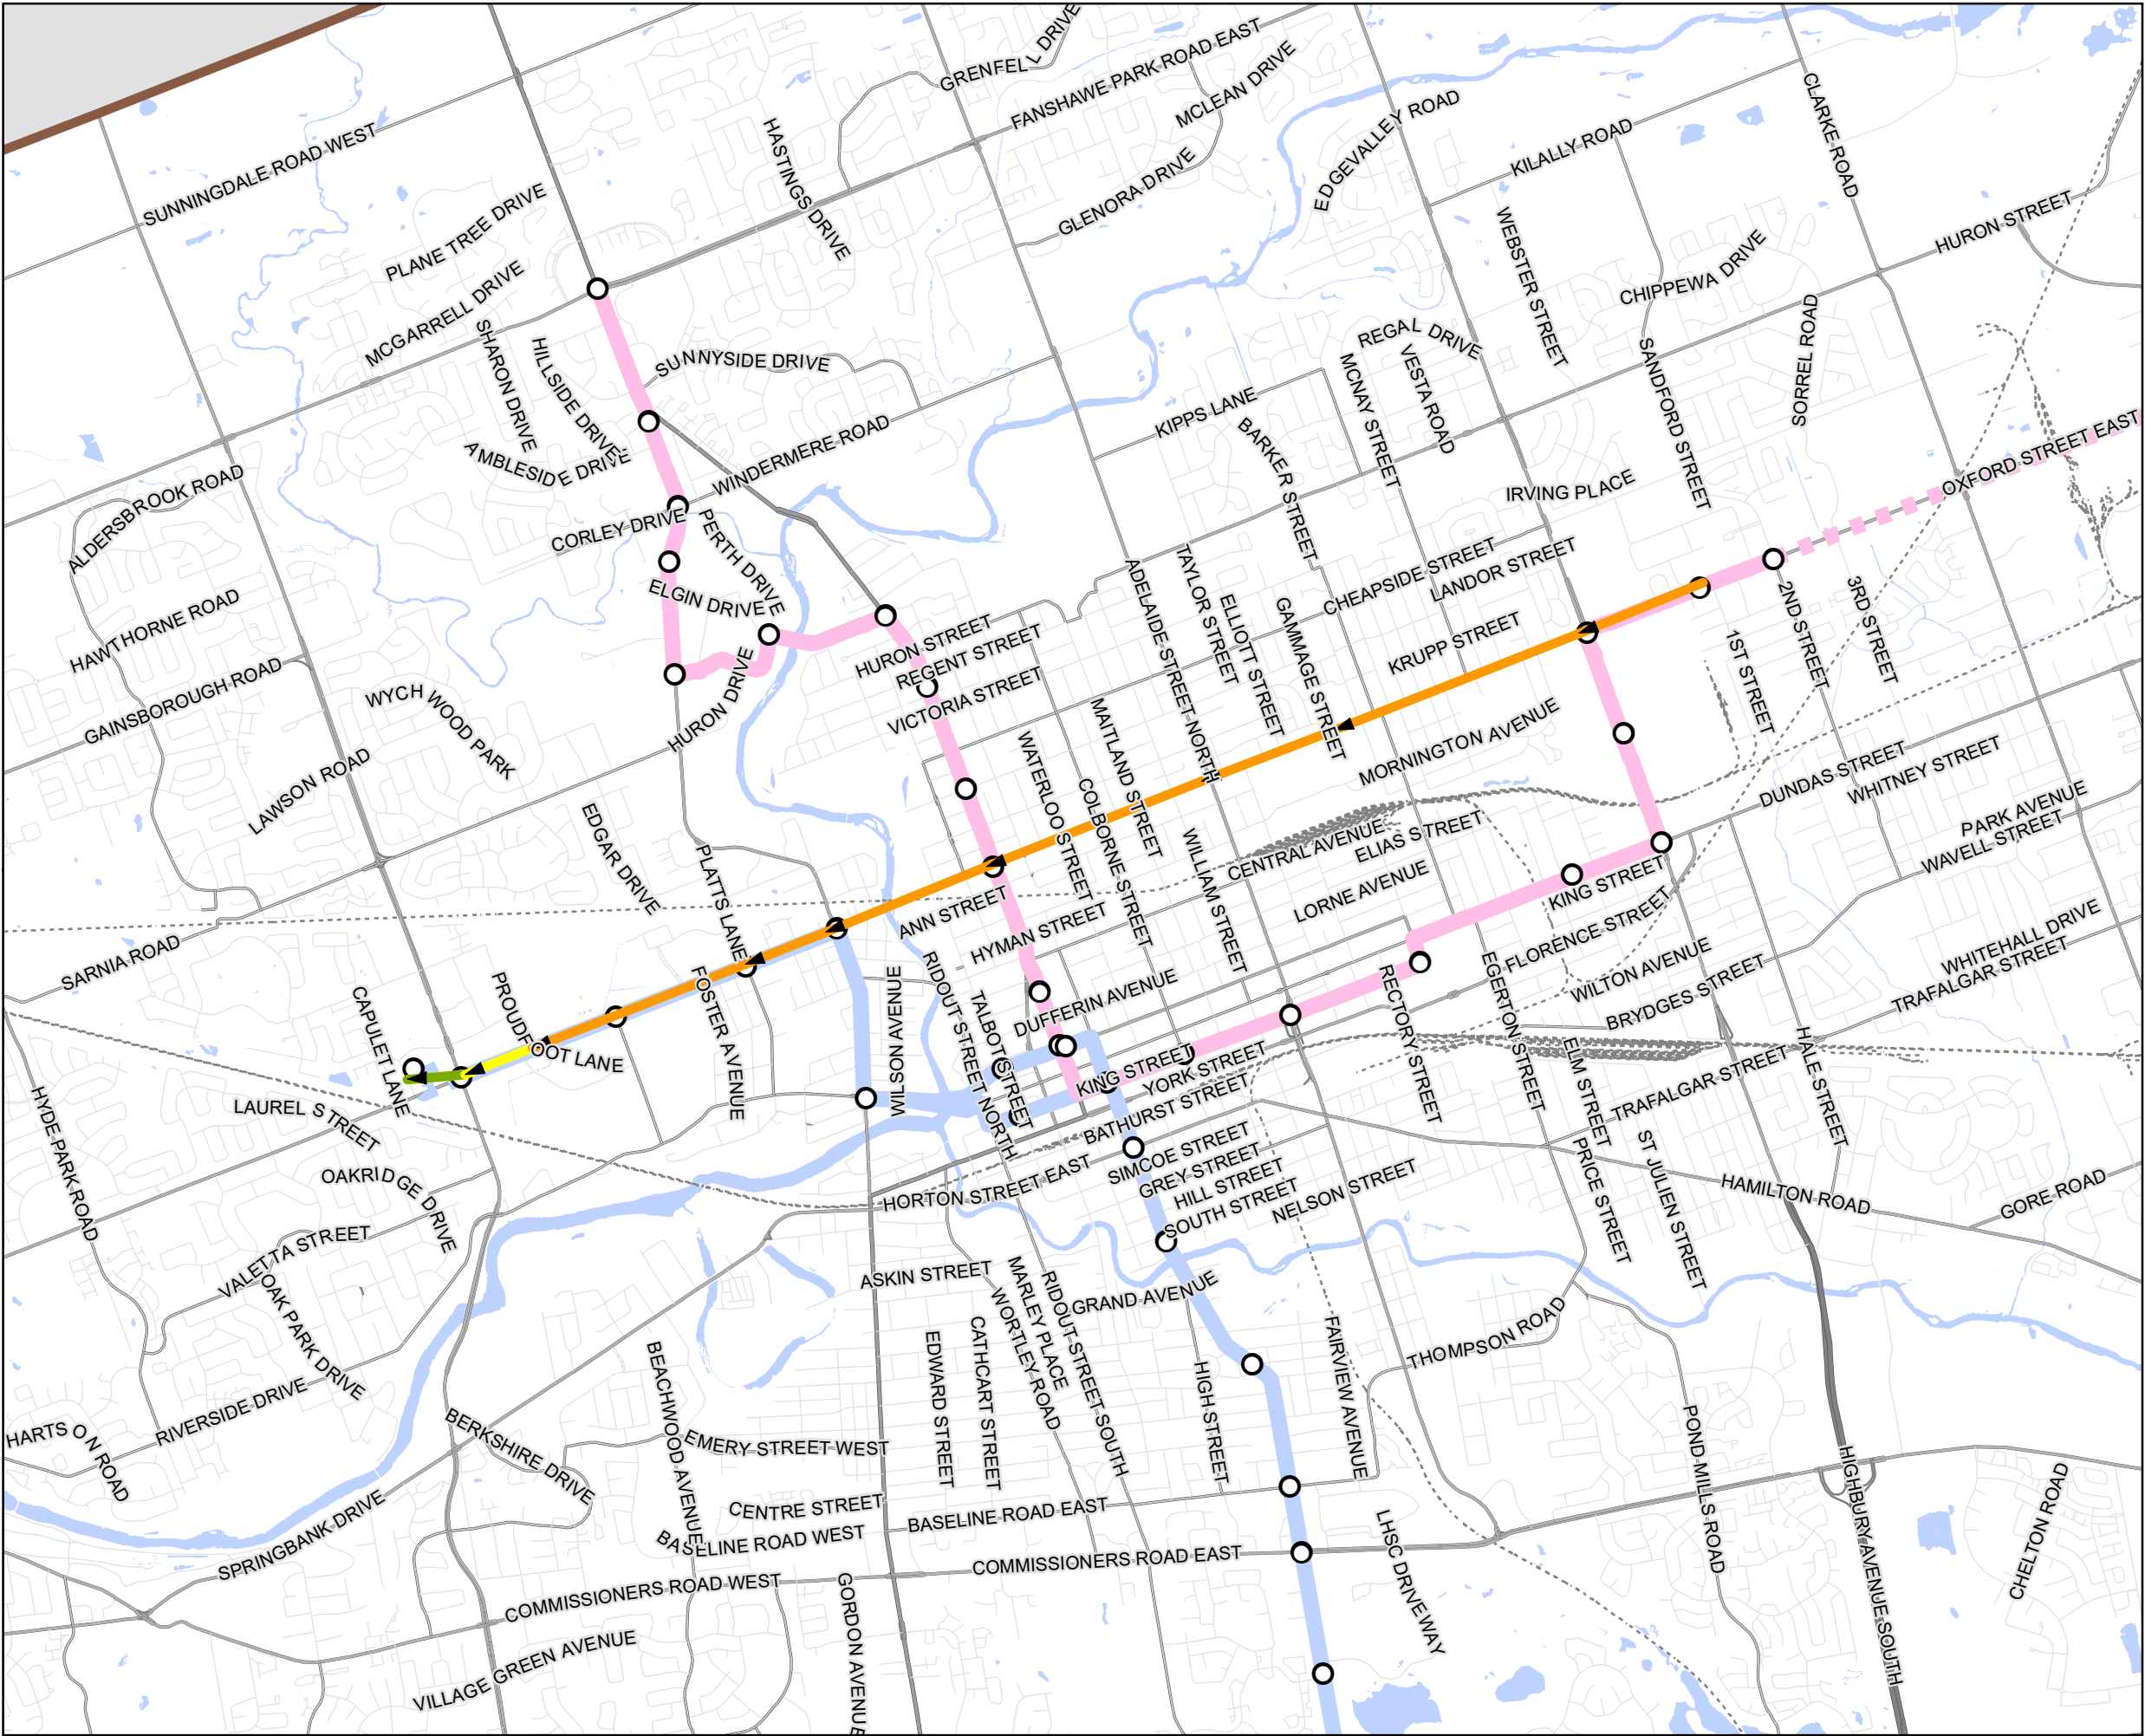 GRENFELL DRIVE
FANSHAWE PARK ROAD EAST
MCLEAN DRIVE
CLARKE ROAD
EDGEVALLEY ROAD
HASTINGS DRIVE
KILALLY ROAD
SUNNINGDALE ROAD WEST
GLENORA DRIVE
PLANE TREE DRIVE
WEBSTER STREET
HURON STREET
CHIPPEWA DRIVE
MCGARRELL DRIVE
SORREL ROAD
REGAL DRIVE
SHARON DRIVE
HILLSIDE DRIVE
SUNNYSIDE DRIVE
SANDFORD STREET
MCNAY STREET
VESTA ROAD
KIPPS LANE
BARKER STREET
AMBLESIDE DRIVE
WINDERMERE ROAD
OXFORD STREET EAST
ALDERSBROOK ROAD
IRVING PLACE
CORLEY DRIVE
PERTH DRIVE
CHEAPSIDE STREET
LANDOR STREET
TAYLOR STREET
ADELAIDE STREET NORTH
ELGIN DRIVE
ELLIOTT STREET
GAMMAGE STREET
2ND STREET
3RD STREET
HAWTHORNE ROAD
HURON STREET
REGENT STREET
KRUPP STREET
1ST STREET
GAINSBOROUGH ROAD
HURON DRIVE
VICTORIA STREET
WYCHWOOD PARK
MAITLAND STREET
MORNINGTON AVENUE
WATERLOO STREET
LAWSON ROAD
COLBORNE STREET
DUNDAS STREET
WHITNEY STREET
EDGAR DRIVE
PARK AVENUE
WAVELL STREET
WILLIAM STREET
CENTRAL AVENUE
ELIAS STREET
PLATTS LANE
LORNE AVENUE
KING STREET
ANN STREET
HYMAN STREET
FLORENCE STREET
WHITEHALL DRIVE
TRAFALGAR STREET
SARNIA ROAD
WILTON AVENUE
BRYDGES STREET
PROUDFOOT LANE
FOSTER AVENUE
WILSON AVENUE
RIDOUT STREET NORTH
TALBOT STREET
DUFFERIN AVENUE
RECTORY STREET
EGERTON STREET
CAPULET LANE
ELM STREET
HALE STREET
KING STREET
YORK STREET
BATHURST STREET
TRAFALGAR STREET
HYDE PARK ROAD
LAUREL STREET
SIMCOE STREET
GREY STREET
HILL STREET
SOUTH STREET
NELSON STREET
PRICE STREET
ST JULIEN STREET
OAKRIDGE DRIVE
HORTON STREET EAST
HAMILTON ROAD
GORE ROAD
VALETTA STREET
ASKIN STREET
MARLEY PLACE
WORTLEY ROAD
RIDOUT STREET SOUTH
GRAND AVENUE
OAK PARK DRIVE
THOMPSON ROAD
FAIRVIEW AVENUE
EDWARD STREET
CATHCART STREET
HIGH STREET
BEACHWOOD AVENUE
RIVERSIDE DRIVE
HARTSON ROAD
BERKSHIRE DRIVE
EMERY STREET WEST
POND MILLS ROAD
HIGHBURY AVENUE SOUTH
CHELTON ROAD
SPRINGBANK DRIVE
CENTRE STREET
BASELINE ROAD EAST
BASELINE ROAD WEST
LHSC DRIVEWAY
COMMISSIONERS ROAD EAST
COMMISSIONERS ROAD WEST
GORDON AVENUE
VILLAGE GREEN AVENUE